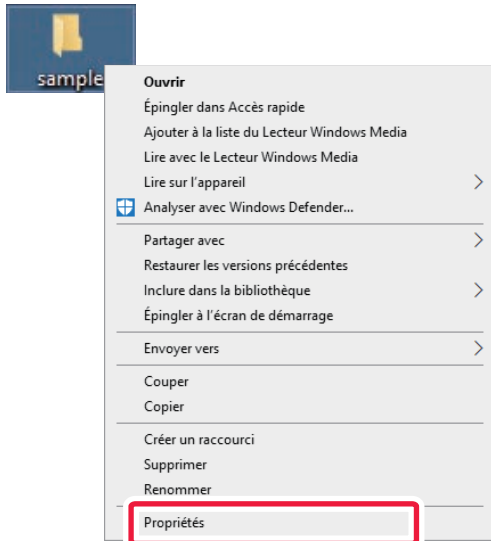 sample
Ouvrir
Épingler dans Accès rapide
Ajouter à la liste du Lecteur Windows Media
Lire avec le Lecteur Windows Media
Lire sur l'appareil
Analyser avec Windows Defender...
Partager avec
Restaurer les versions précédentes
Inclure dans la bibliothèque
Épingler à l'écran de démarrage
Envoyer vers
Couper
Copier
Créer un raccourci
Supprimer
Renommer
Propriétés